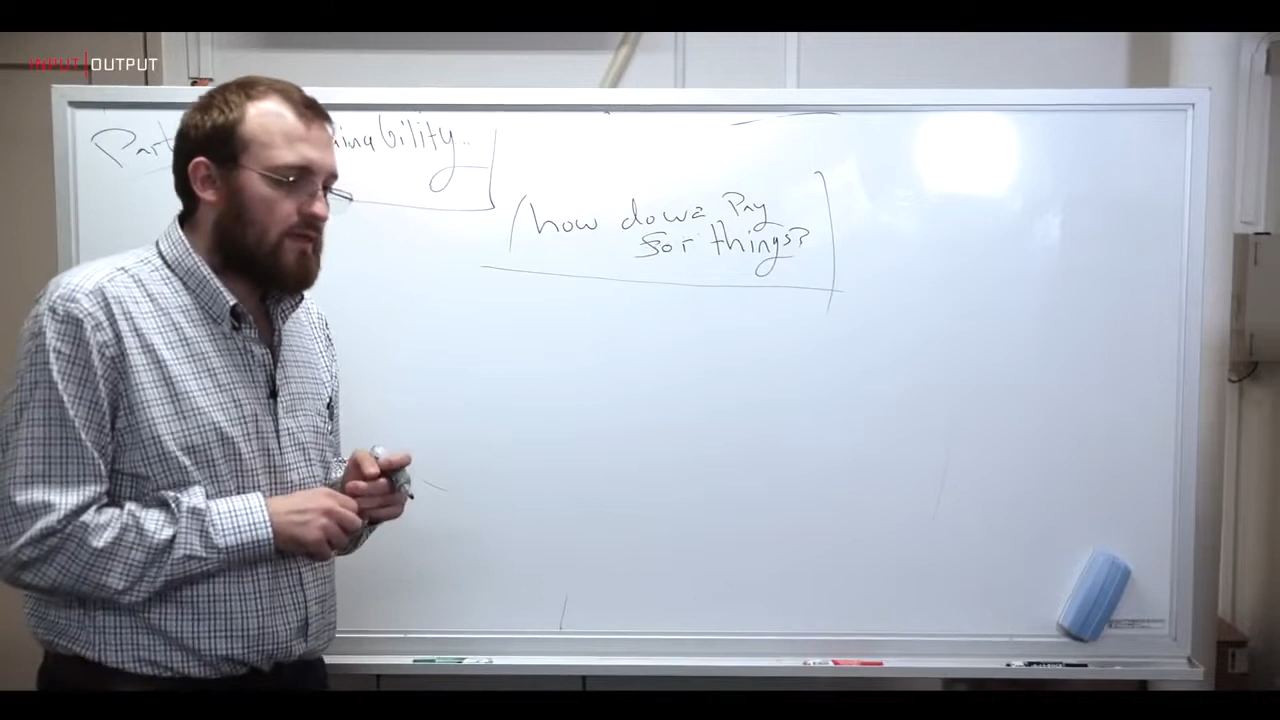 INPUT | OUTPUT
Part inability..
(how do we Pay
for things?